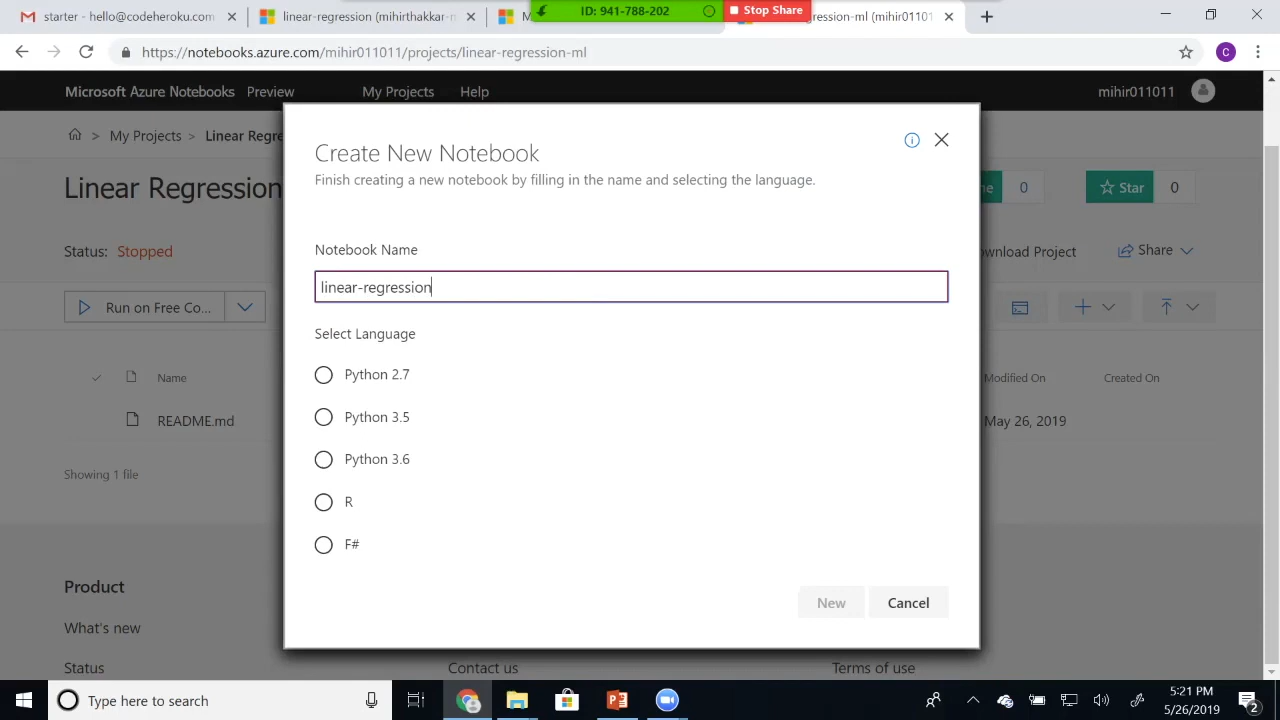 starter - et@codeheroku.com
linear-regression (mihirthakkar-m
M
ID: 941-788-202
Stop Share
ression-ml (mihir01101
https://notebooks.azure.com/mihir011011/projects/linear-regression-ml
C
Microsoft Azure Notebooks Preview My Projects Help mihir011011
> My Projects > Linear Regre
Create New Notebook
Finish creating a new notebook by filling in the name and selecting the language.
Linear Regression
ne 0 Star 0
Status: Stopped
Notebook Name
wnload Project Share
linear-regression
Run on Free Co...
Select Language
Python 2.7
Name Modified On Created On
Python 3.5
README.md May 26, 2019
Python 3.6
Showing 1 file
R
F#
Product
New Cancel
What's new
Status Contact us Terms of use
Type here to search
5:21 PM
5/26/2019
2